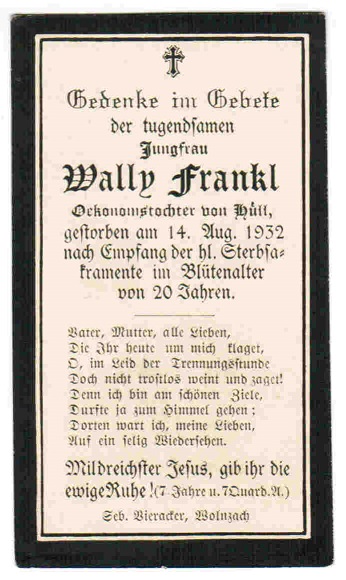 Gedenke im Gebete
der tugendsamen
Jungfrau
Wally Frankl
Oekonomstochter von Hüll,
gestorben am 14. Aug. 1932
nach Empfang der hl. Sterbsa-
kramente im Blütenalter
von 20 Jahren.
Vater, Mutter, alle Lieben,
Die Ihr heute um mich klaget,
O, im Leid der Trennungsstunde
Doch nicht trostlos weint und zaget!
Denn ich bin am schönen Ziele,
Durfte ja zum Himmel gehen;
Dorten wart ich, meine Lieben,
Auf ein selig Wiedersehen.
Mildreichster Jesus, gib ihr die
ewige Ruhe! (7 Jahre u. 7 Quard. A.)
Seb. Vieracker, Wolnzach